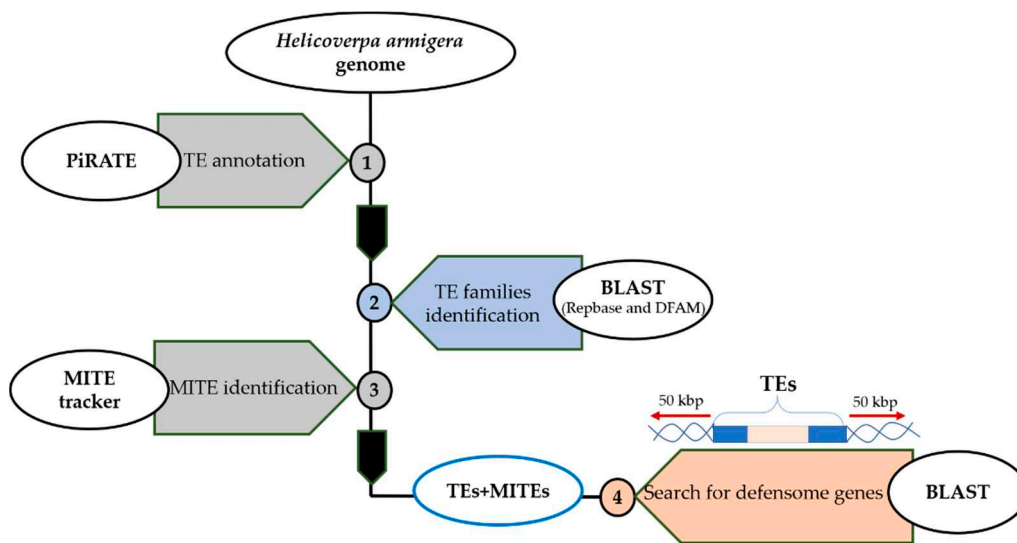 Helicoverpa armigera
genome
PiRATE
TE annotation
1
2
TE families
identification
BLAST
(Repbase and DFAM)
MITE
tracker
MITE identification
3
TEs
50 kbp
50 kbp
TEs+MITEs
4
Search for defensome genes
BLAST